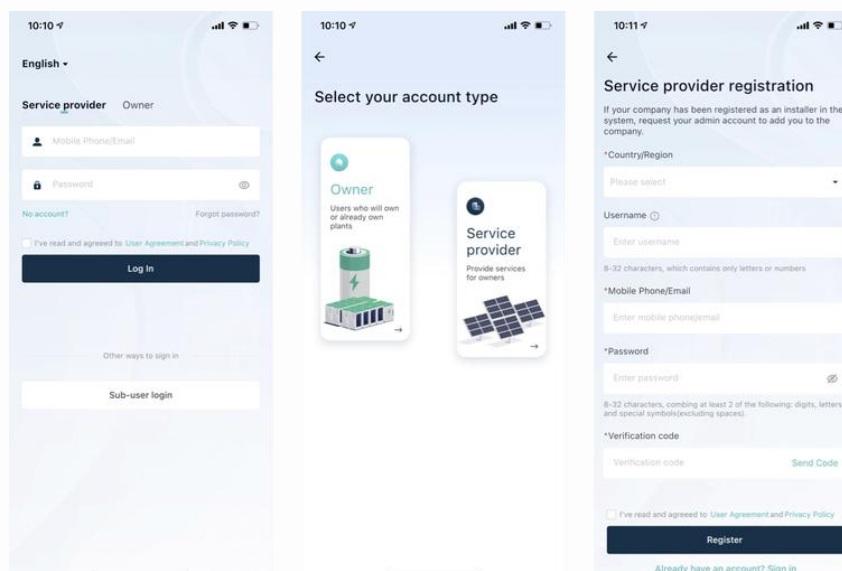 10:10
English
Service provider Owner
Mobile Phone/Email
Password
No account? Forgot password?
I've read and agreeed to User Agreement and Privacy Policy
Log In
Other ways to sign in
Sub-user login
10:10
Select your account type
Owner
Users who will own
or already own
plants
Service
provider
Provide services
for owners
10:11
Service provider registration
If your company has been registered as an installer in the
system, request your admin account to add you to the
company.
*Country/Region
Please select
Username
Enter username
8-32 characters, which contains only letters or numbers
*Mobile Phone/Email
Enter mobile phone/email
*Password
Enter password
8-32 characters, combing at least 2 of the following: digits, letters
and special symbols(excluding spaces).
*Verification code
Verification code Send Code
I've read and agreeed to User Agreement and Privacy Policy
Register
Already have an account? Sign in